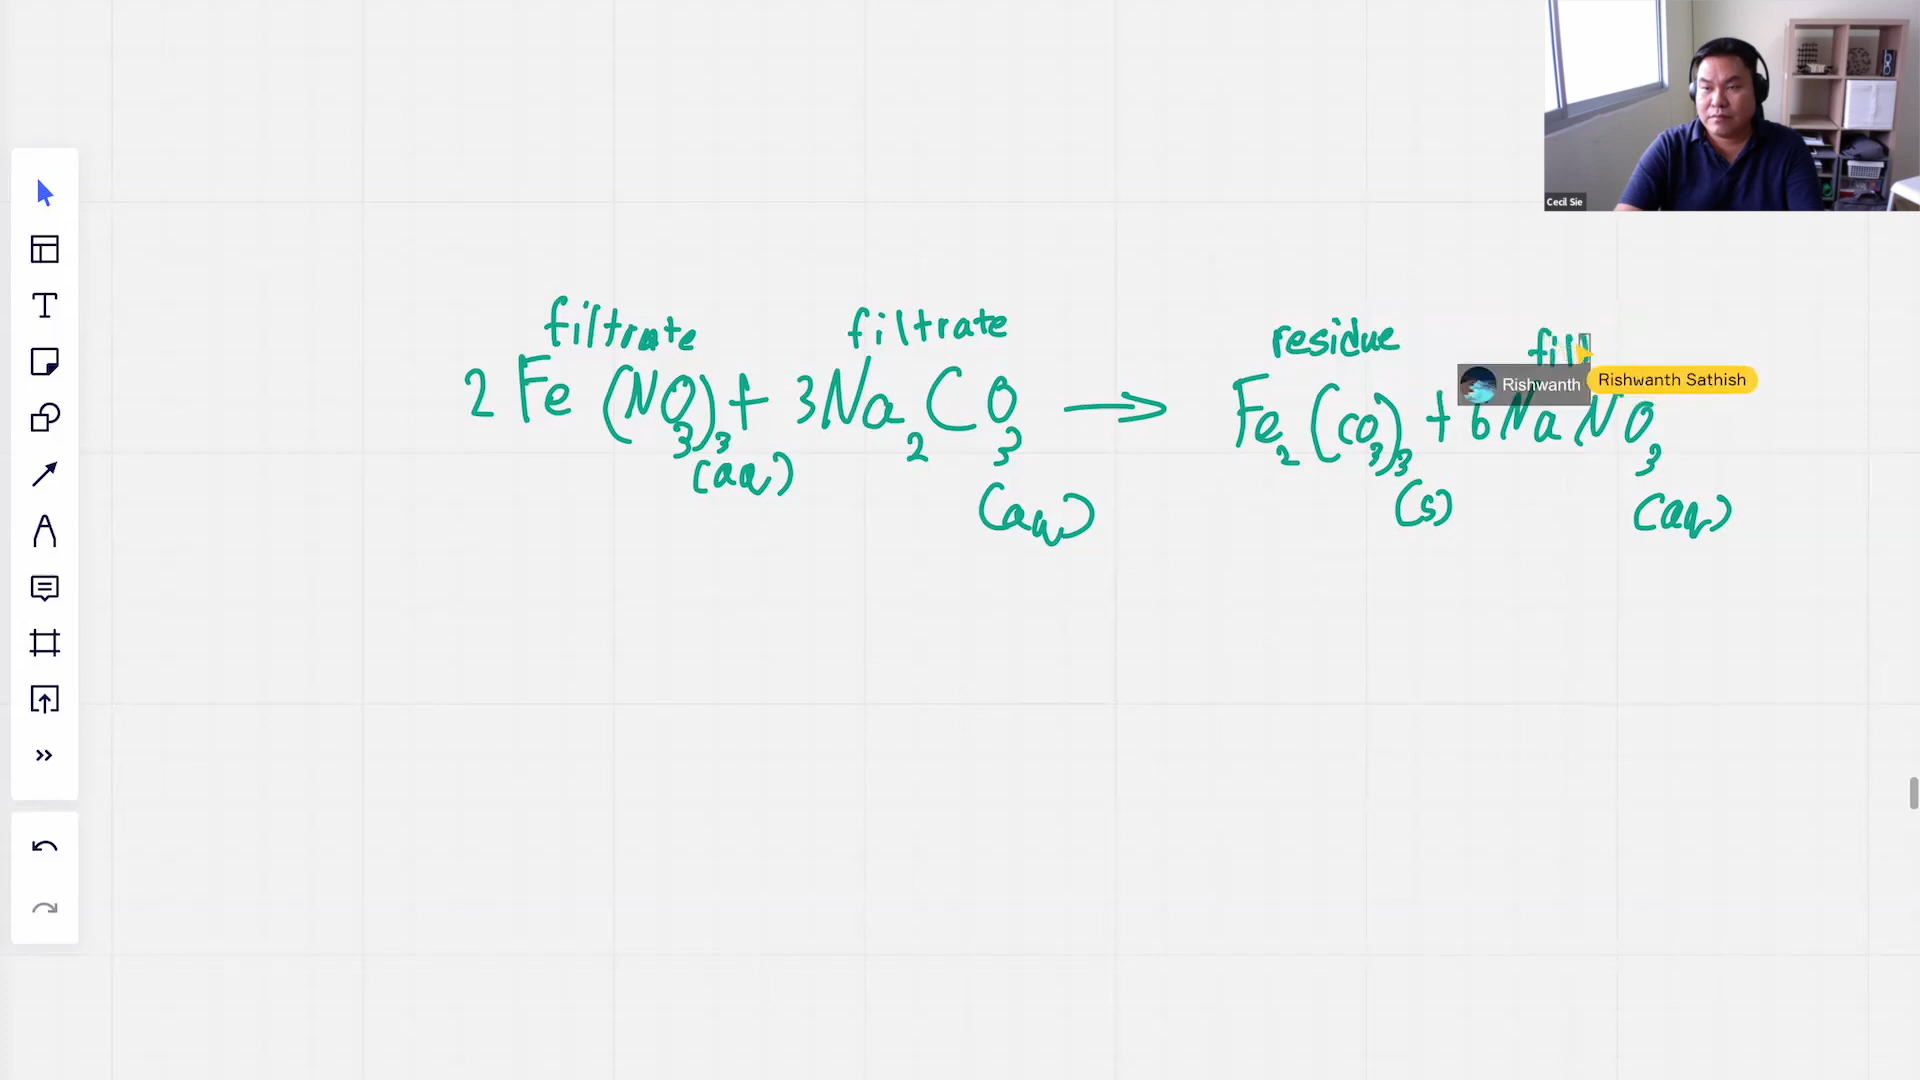 Cecil Sie
filtrate filtrate residue fill
Rishwanth
Rishwanth Sathish
2 Fe (NO3)3 + 3Na2CO3 → Fe2(CO3)3 + 6NaNO3
(aq) (aq) (s) (aq)